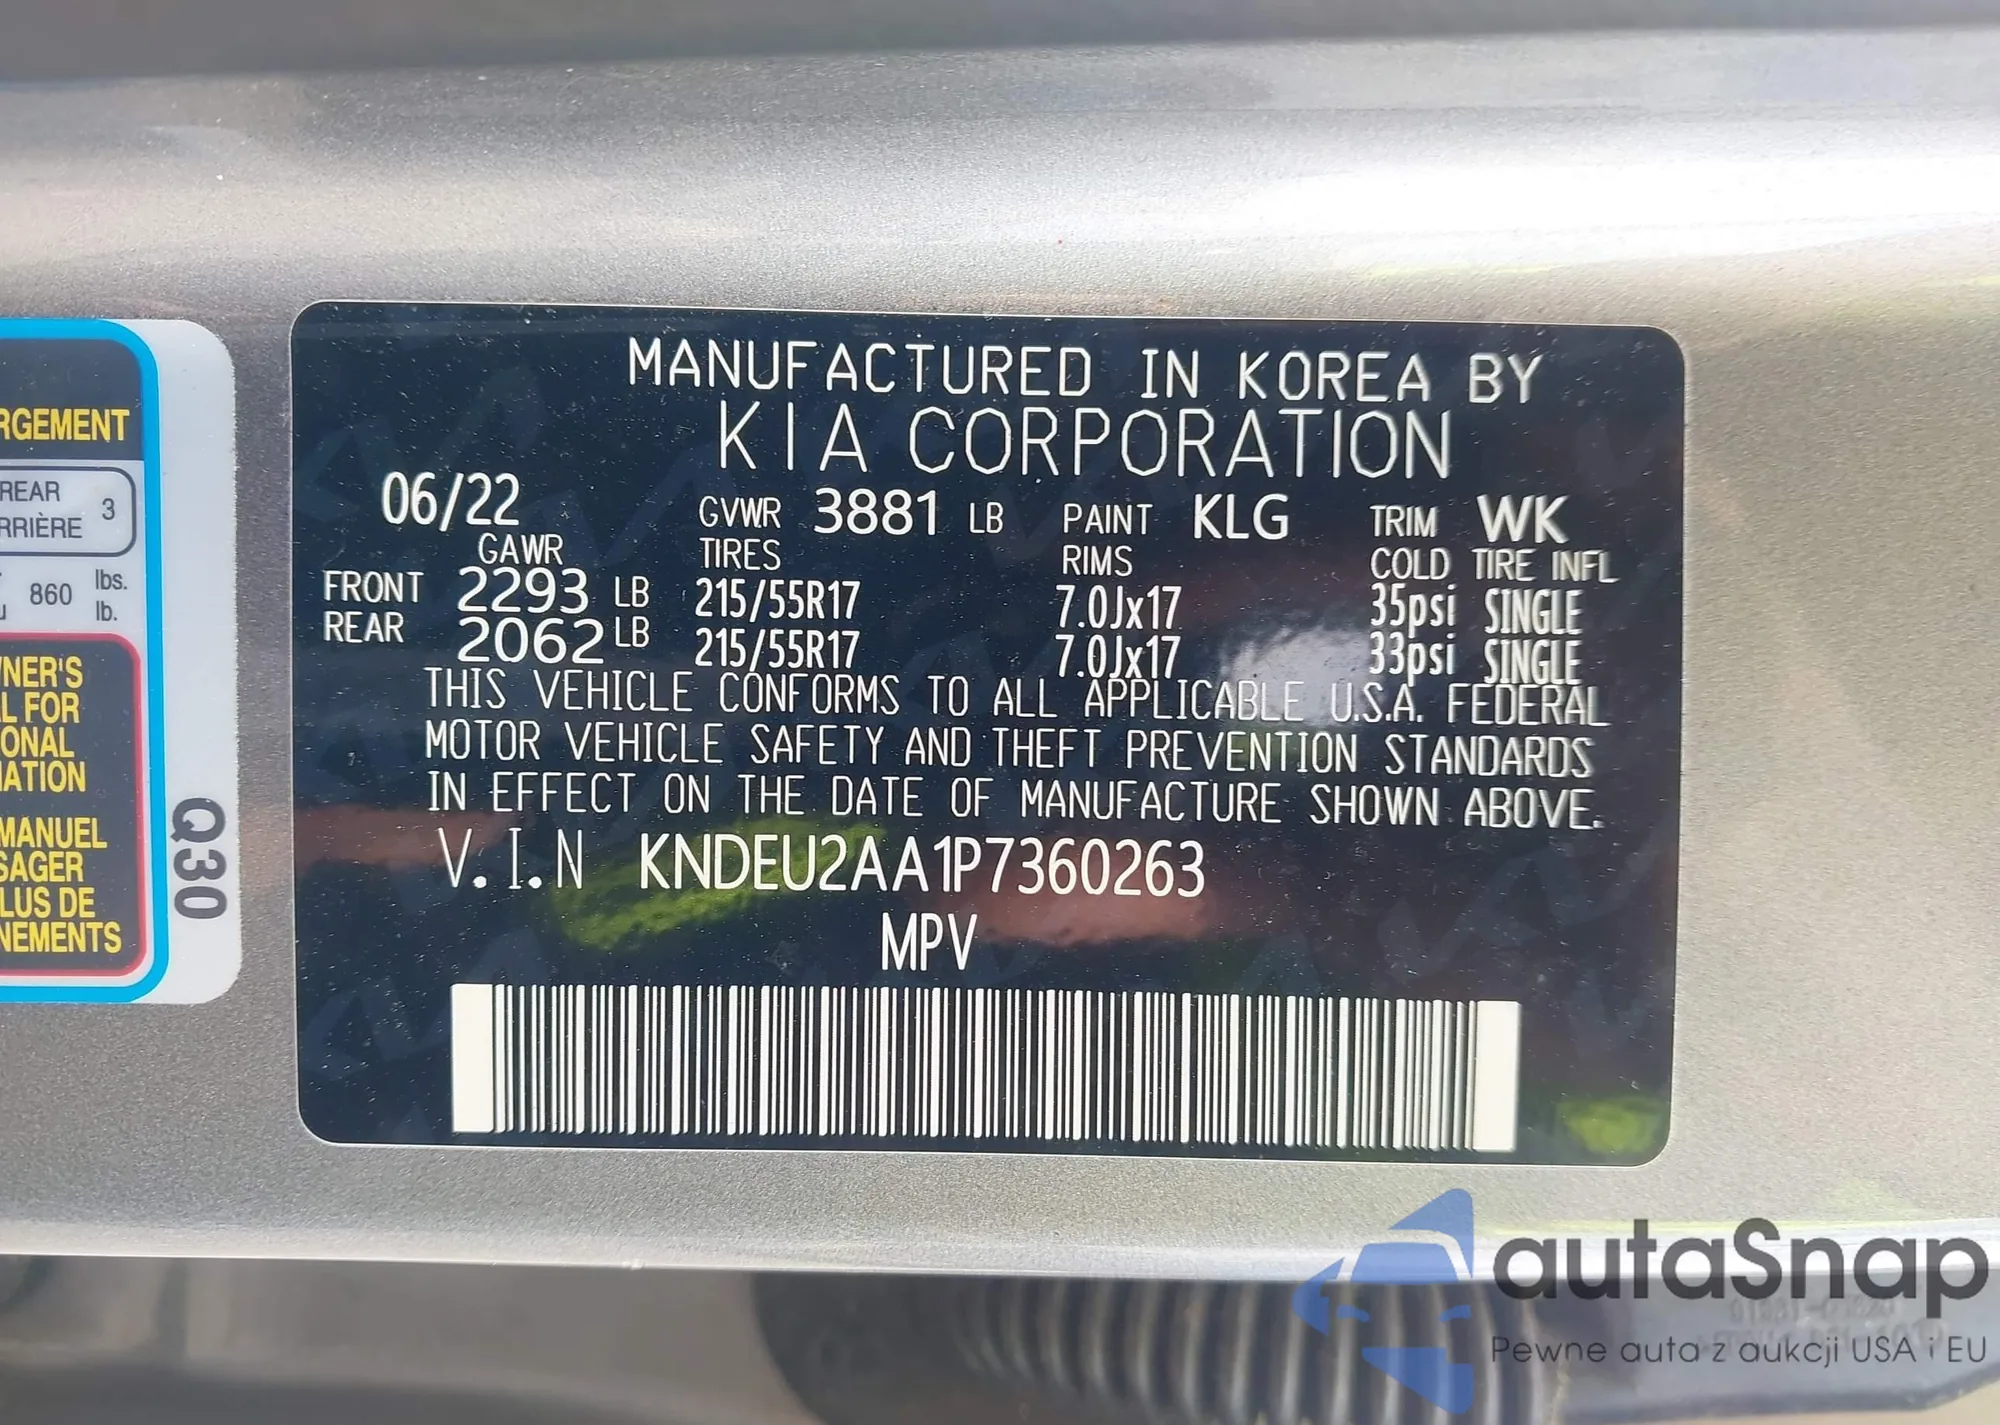 RGEMENT
REAR 3
RRIÈRE
860 lbs.
lb.
WNER'S
L FOR
ONAL
MATION
MANUEL
SAGER
LUS DE
NEMENTS
Q30
MANUFACTURED IN KOREA BY
KIA CORPORATION
06/22 GVWR 3881 LB PAINT KLG TRIM WK
GAWR TIRES RIMS COLD TIRE INFL
FRONT 2293 LB 215/55R17 7.0Jx17 35psi SINGLE
REAR 2062 LB 215/55R17 7.0Jx17 33psi SINGLE
THIS VEHICLE CONFORMS TO ALL APPLICABLE U.S.A. FEDERAL
MOTOR VEHICLE SAFETY AND THEFT PREVENTION STANDARDS
IN EFFECT ON THE DATE OF MANUFACTURE SHOWN ABOVE.
V.I.N KNDEU2AA1P7360263
MPV
autaSnap
Pewne auta z aukcji USA i EU